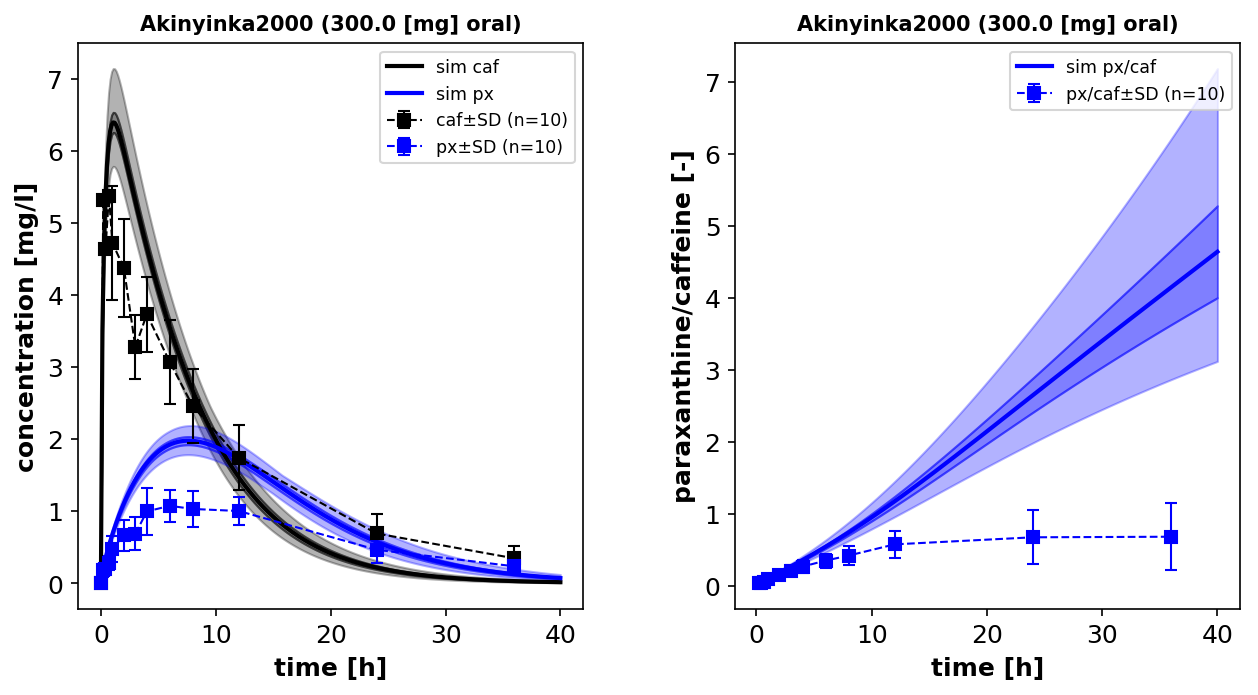 Akinyinka2000 (300.0 [mg] oral)
sim caf
sim px
caf±SD (n=10)
px±SD (n=10)
concentration [mg/l]
7
6
5
4
3
2
1
0
0 10 20 30 40
time [h]
Akinyinka2000 (300.0 [mg] oral)
sim px/caf
px/caf±SD (n=10)
paraxanthine/caffeine [-]
7
6
5
4
3
2
1
0
0 10 20 30 40
time [h]